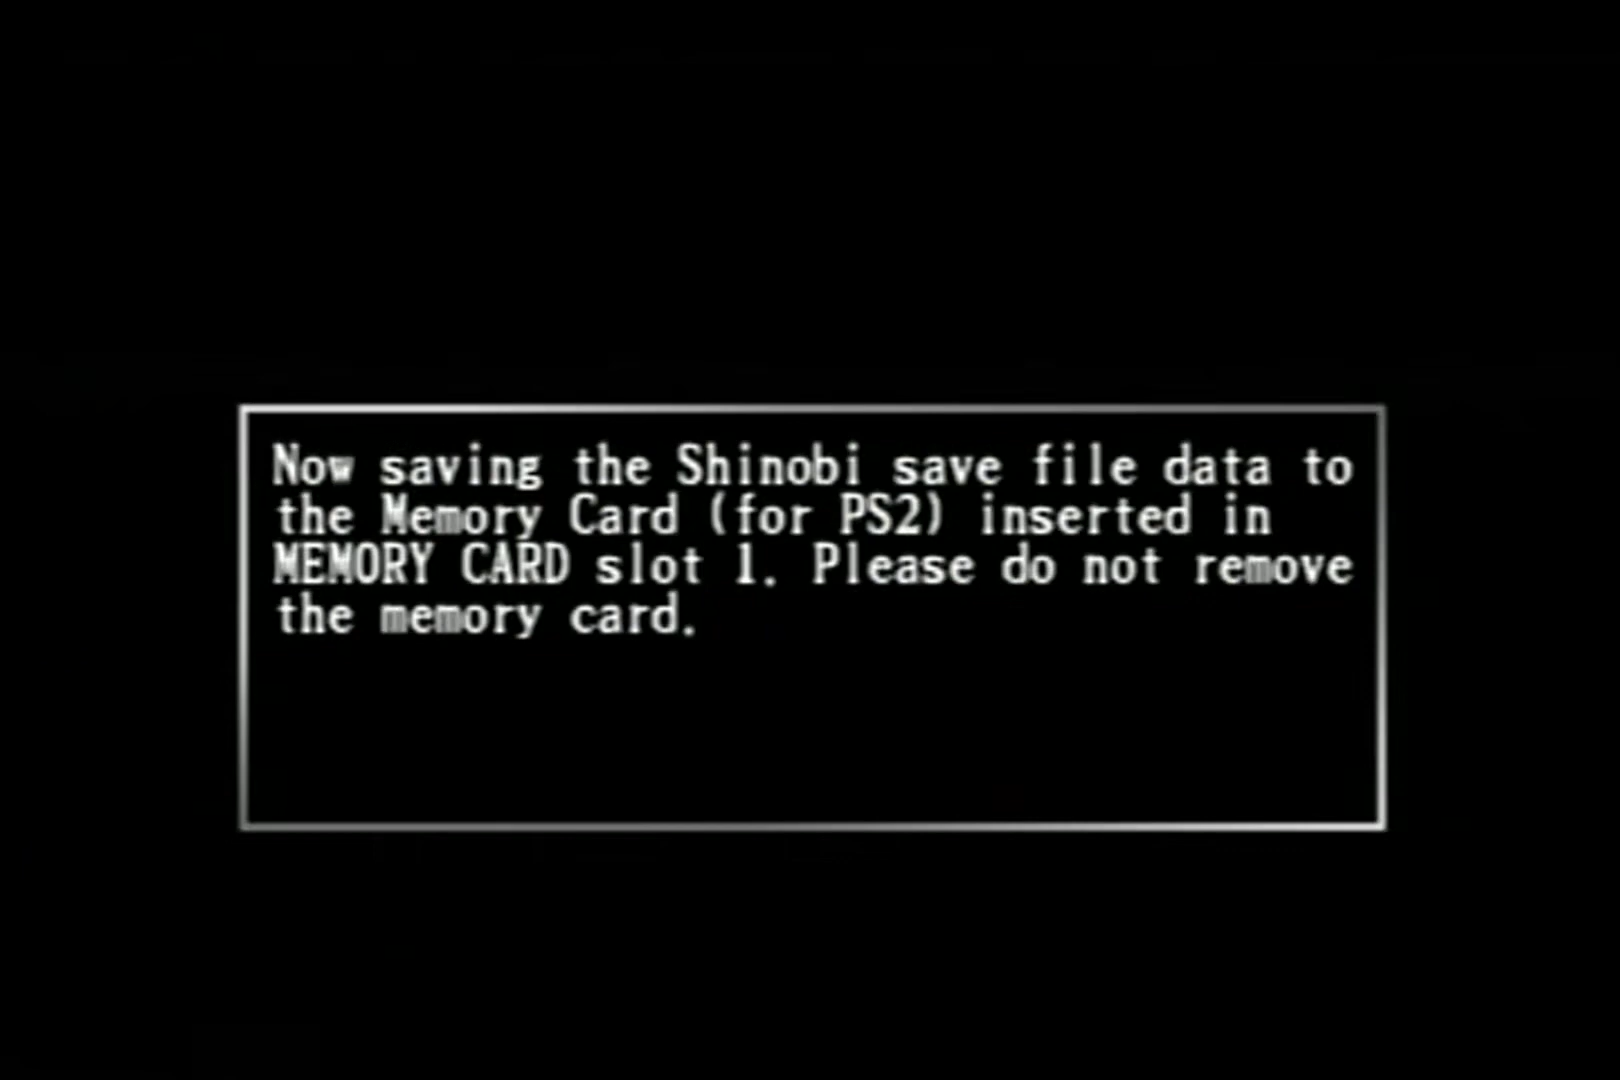 Now saving the Shinobi save file data to
the Memory Card (for PS2) inserted in
MEMORY CARD slot 1. Please do not remove
the memory card.